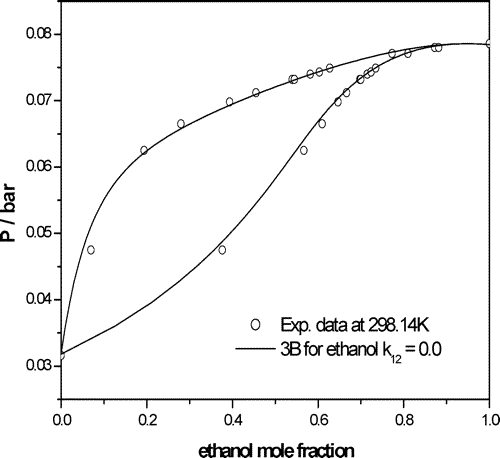 0.08
0.07
0.06
0.05
0.04
0.03
P / bar
Exp. data at 298.14K
3B for ethanol k12 = 0.0
0.0 0.2 0.4 0.6 0.8 1.0
ethanol mole fraction